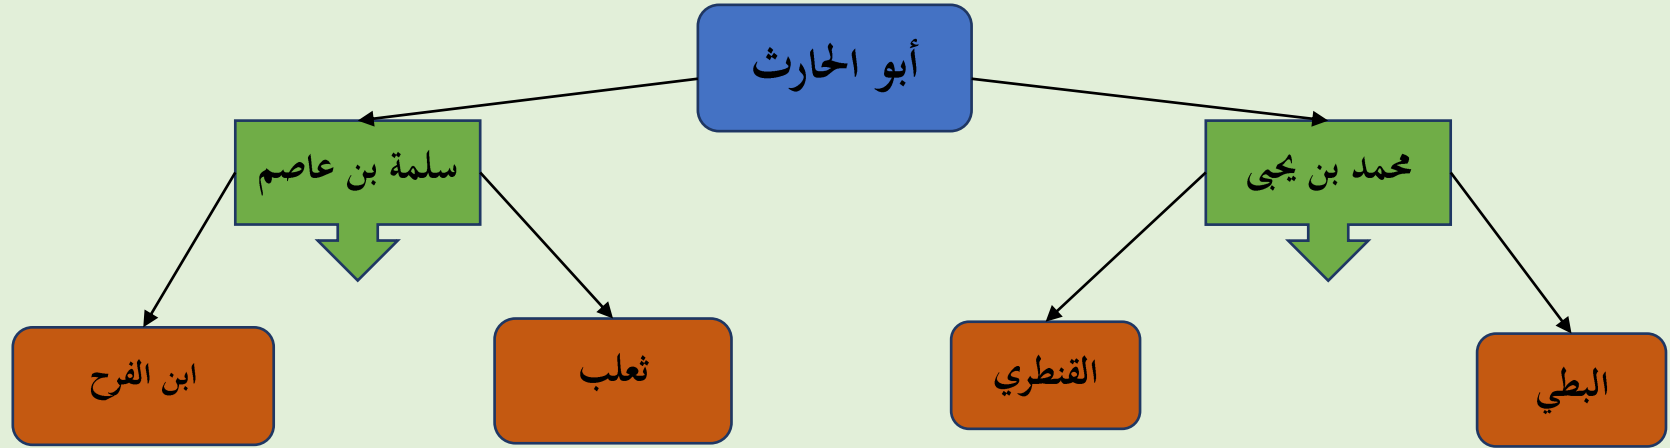 أبو الحارث
محمد بن يحيى
سلمة بن عاصم
البطي
القنطري
ثعلب
ابن الفرح